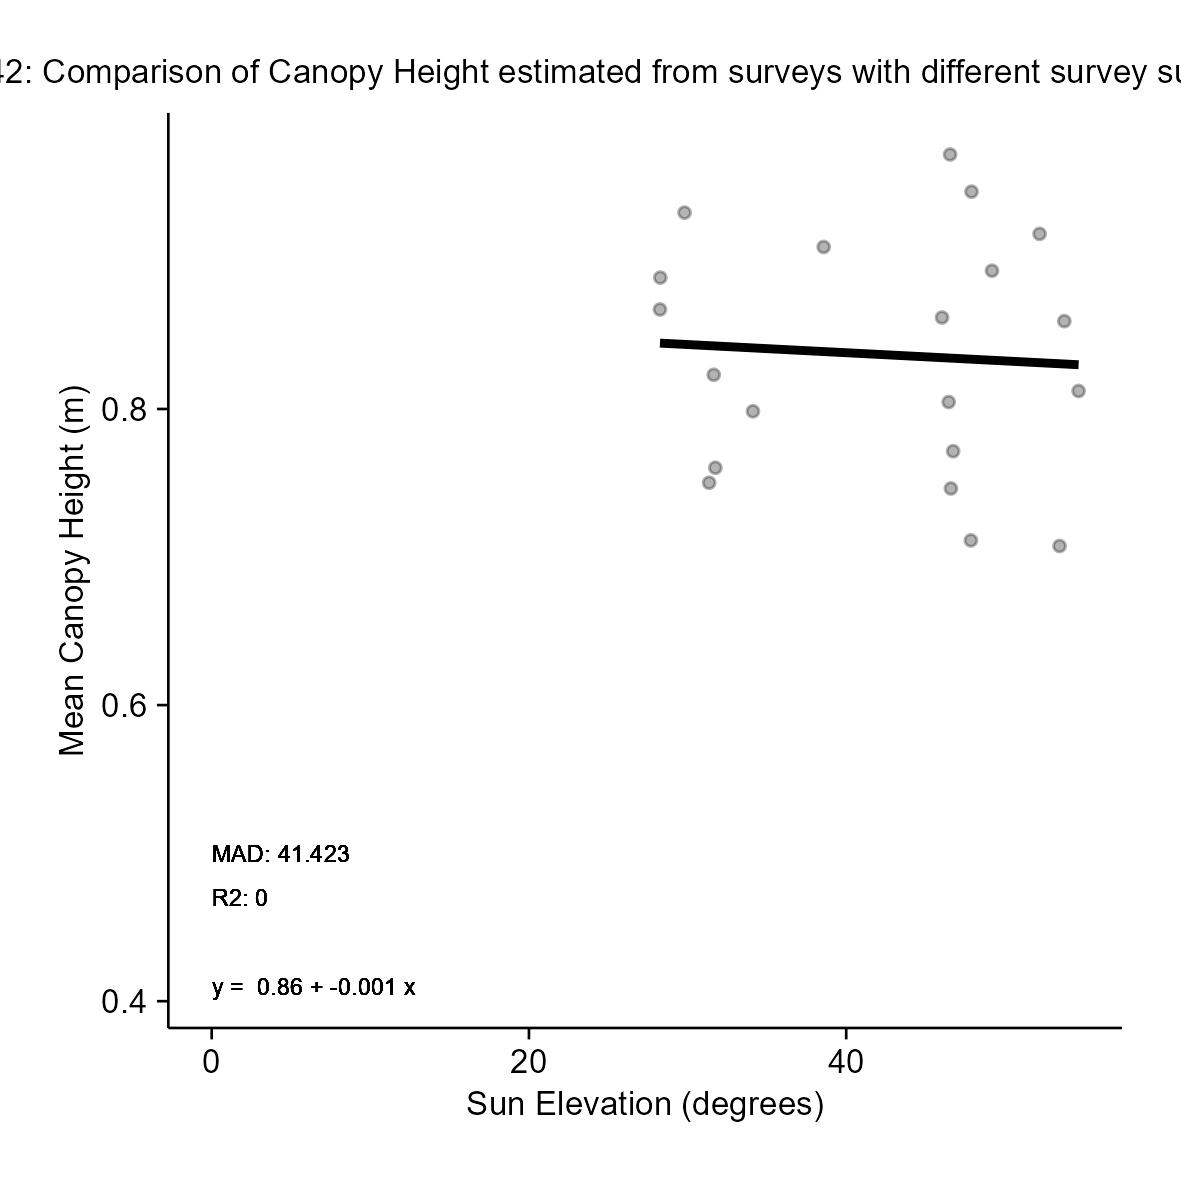 42: Comparison of Canopy Height estimated from surveys with different survey
Mean Canopy Height (m)
0.8
0.6
0.4
MAD: 41.423
R2: 0
y = 0.86 + -0.001 x
0
20
40
Sun Elevation (degrees)